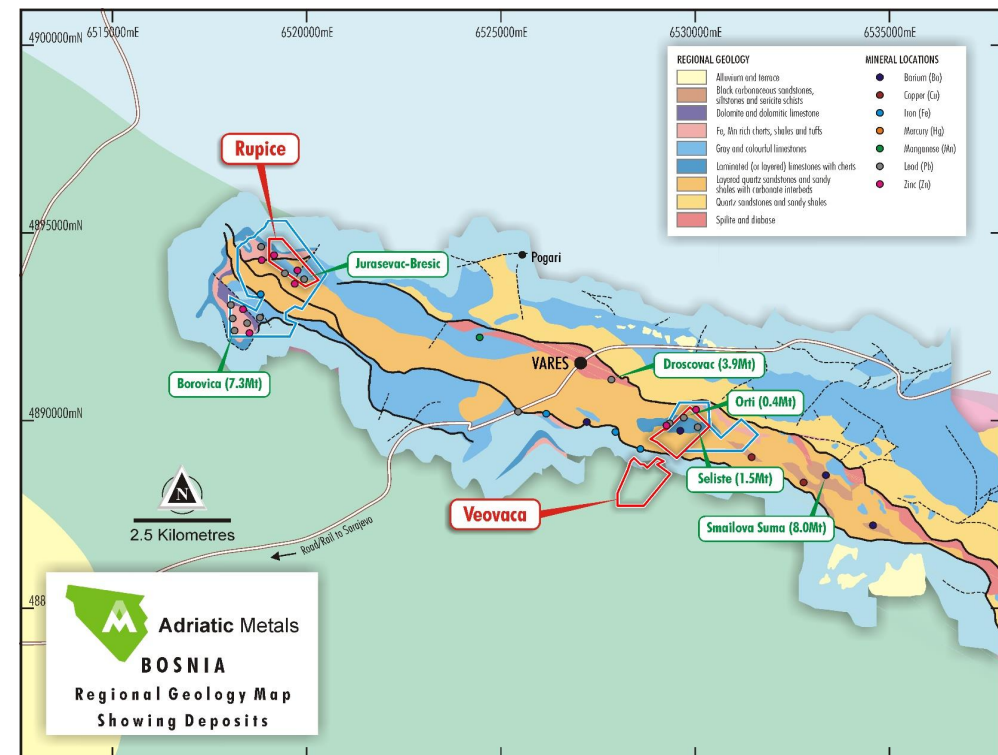 6515000mE
6520000mE
6525000mE
6530000mE
6535000mE
4900000mN
4895000mN
4890000mN
488
REGIONAL GEOLOGY
Alluvium and terrace
Black carbonaceous sandstones,
siltstones and sericite schists
Dolomite and dolomitic limestone
Fe, Mn rich cherts, shales and tuffs
Gray and colourful limestones
Laminated (or layered) limestones with cherts
Layered quartz sandstones and sandy
shales with carbonate interbeds
Quartz sandstones and sandy shales
Spilite and diabase
MINERAL LOCATIONS
Barium (Ba)
Copper (Cu)
Iron (Fe)
Mercury (Hg)
Manganese (Mn)
Lead (Pb)
Zinc (Zn)
Rupice
Jurasevac-Bresic
Pogari
VARES
Droscovac (3.9Mt)
Borovica (7.3Mt)
Orti (0.4Mt)
Seliste (1.5Mt)
Veovaca
Smailova Suma (8.0Mt)
N
2.5 Kilometres
Road/Rail to Sarajevo
Adriatic Metals
BOSNIA
Regional Geology Map
Showing Deposits